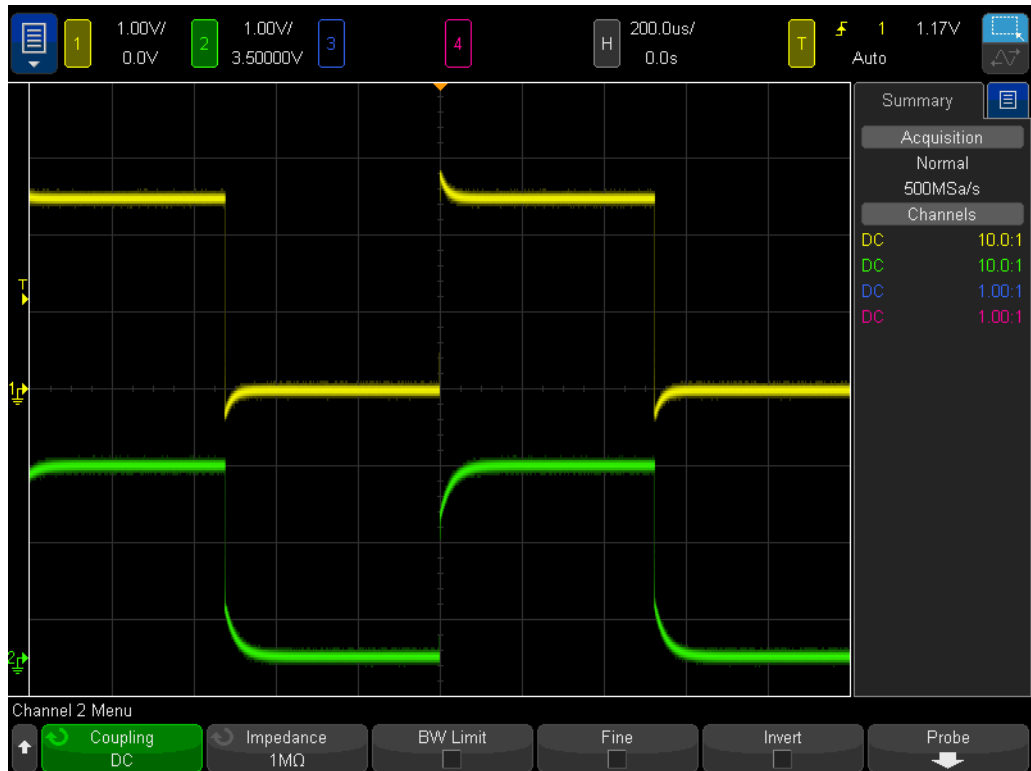 1 1.00V/ 2 1.00V/ 3 4 H 200.0us/ T 1 1.17V
0.0V 3.50000V 0.0s Auto
Summary
Acquisition
Normal
500MSa/s
Channels
DC 10.0:1
DC 10.0:1
DC 1.00:1
DC 1.00:1
T
1
2
Channel 2 Menu
Coupling Impedance BW Limit Fine Invert Probe
DC 1MΩ